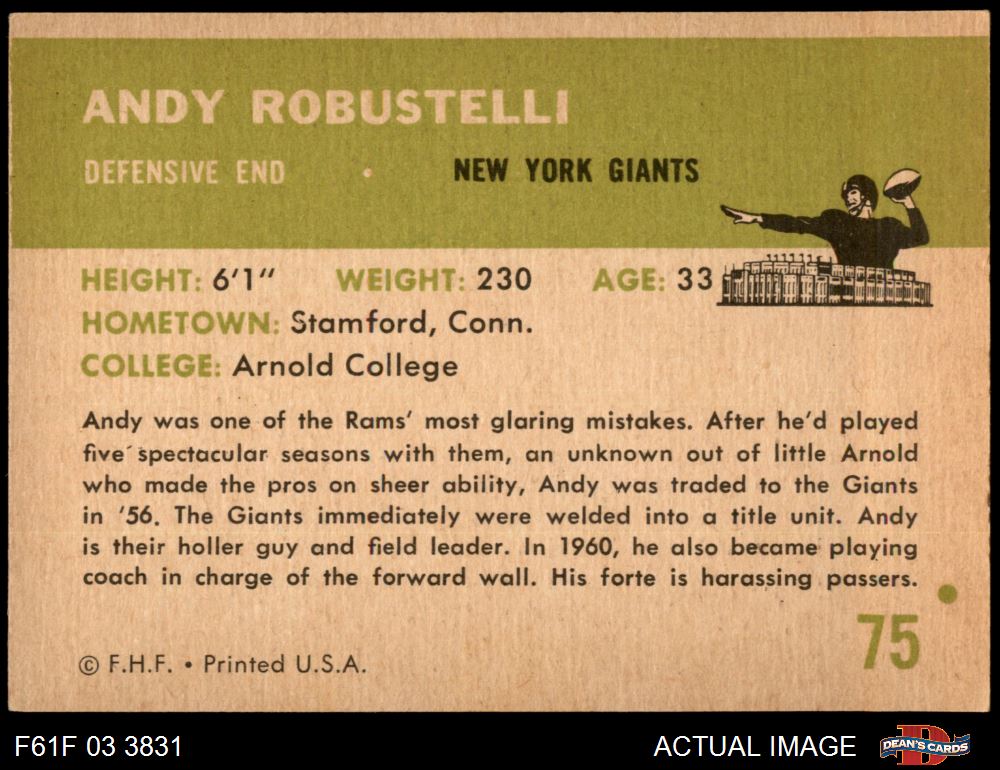 ANDY ROBUSTELLI
DEFENSIVE END • NEW YORK GIANTS
HEIGHT: 6'1" WEIGHT: 230 AGE: 33
HOMETOWN: Stamford, Conn.
COLLEGE: Arnold College
Andy was one of the Rams' most glaring mistakes. After he'd played
five spectacular seasons with them, an unknown out of little Arnold
who made the pros on sheer ability, Andy was traded to the Giants
in '56. The Giants immediately were welded into a title unit. Andy
is their holler guy and field leader. In 1960, he also became playing
coach in charge of the forward wall. His forte is harassing passers.
75
© F.H.F. • Printed U.S.A.
F61F 03 3831
ACTUAL IMAGE
D
DEAN'S CARDS